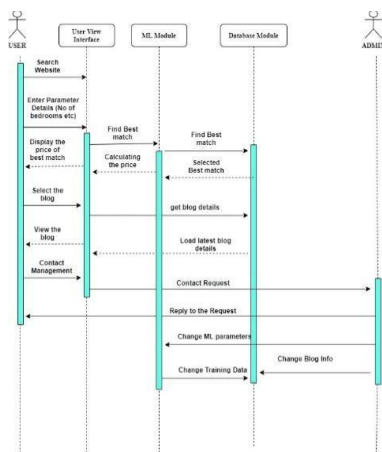 USER
User View
Interface
ML Module
Database Module
ADMIN
Search
Website
Enter Parameter
Details (No of
bedrooms etc)
Find Best
match
Find Best
match
Display the
price of
best match
Calculating
the price
Selected
Best match
Select the
blog
get blog details
View the
blog
Load latest blog
details
Contact
Management
Contact Request
Reply to the Request
Change ML parameters
Change Blog Info
Change Training Data